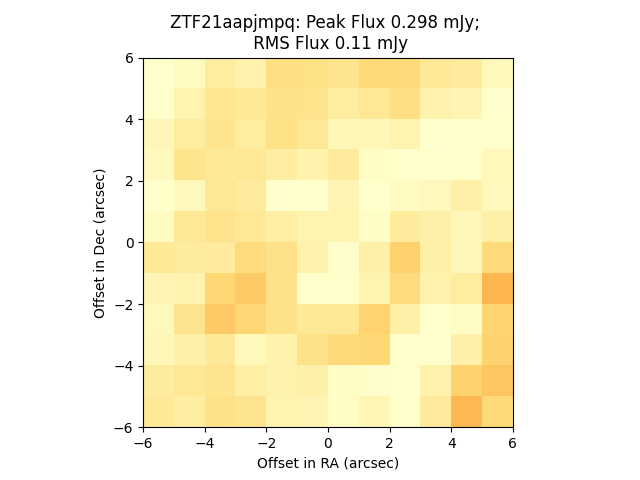 ZTF21aapjmpq: Peak Flux 0.298 mJy;
RMS Flux 0.11 mJy
6
4
2
0
−2
−4
−6
Offset in Dec (arcsec)
−6 −4 −2 0 2 4 6
Offset in RA (arcsec)